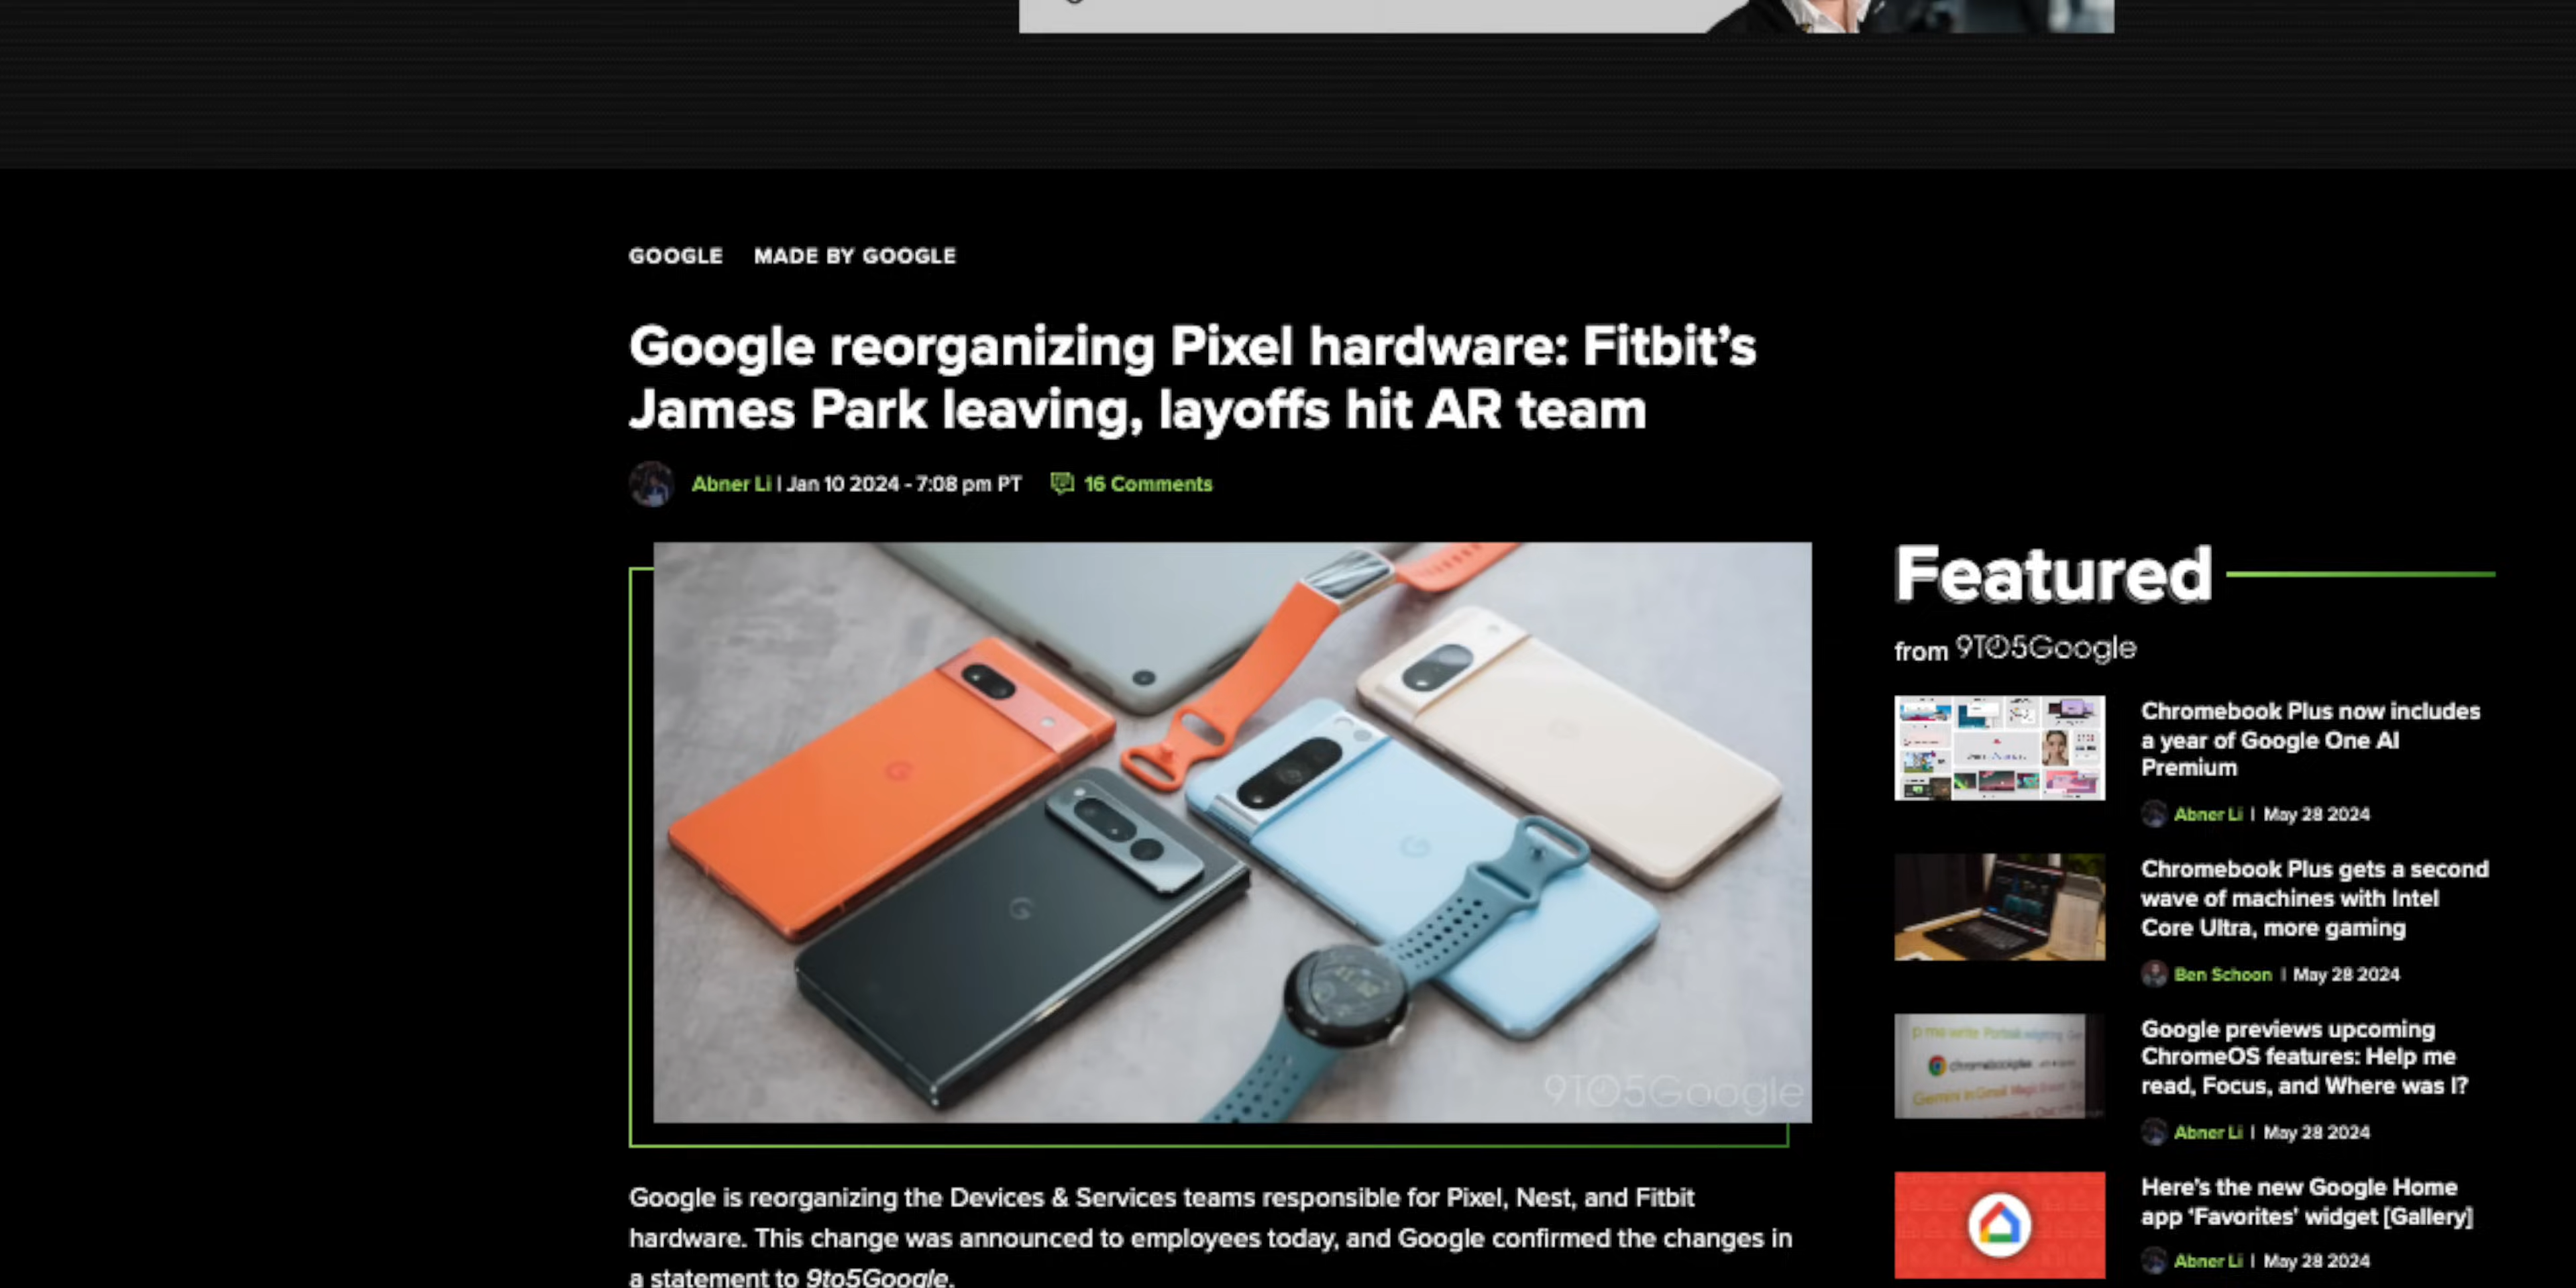 GOOGLE MADE BY GOOGLE
Google reorganizing Pixel hardware: Fitbit’s
James Park leaving, layoffs hit AR team
Abner Li | Jan 10 2024 - 7:08 pm PT 16 Comments
9TO5Google
Google is reorganizing the Devices & Services teams responsible for Pixel, Nest, and Fitbit
hardware. This change was announced to employees today, and Google confirmed the changes in
a statement to 9to5Google.
Featured
from 9TO5Google
Chromebook Plus now includes
a year of Google One AI
Premium
Abner Li | May 28 2024
Chromebook Plus gets a second
wave of machines with Intel
Core Ultra, more gaming
Ben Schoon | May 28 2024
Google previews upcoming
ChromeOS features: Help me
read, Focus, and Where was I?
Abner Li | May 28 2024
Here’s the new Google Home
app ‘Favorites’ widget [Gallery]
Abner Li | May 28 2024